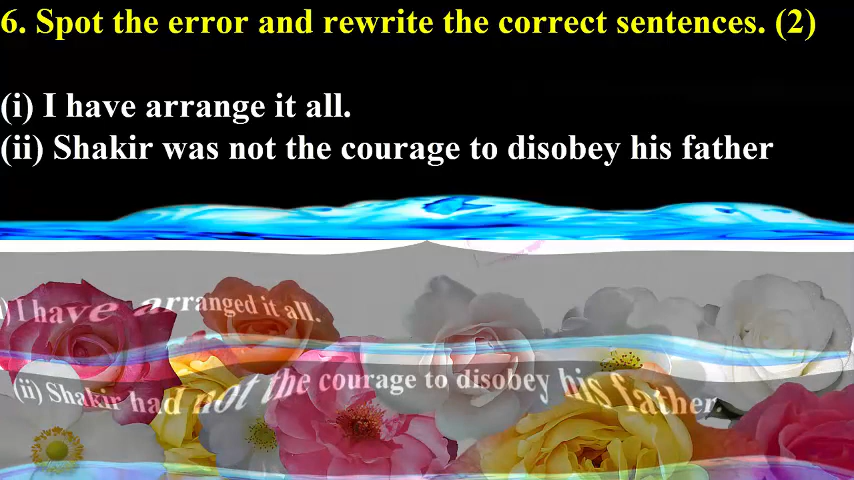 6. Spot the error and rewrite the correct sentences. (2)
(i) I have arrange it all.
(ii) Shakir was not the courage to disobey his father
) I have arranged it all.
(ii) Shakir had not the courage to disobey his father.